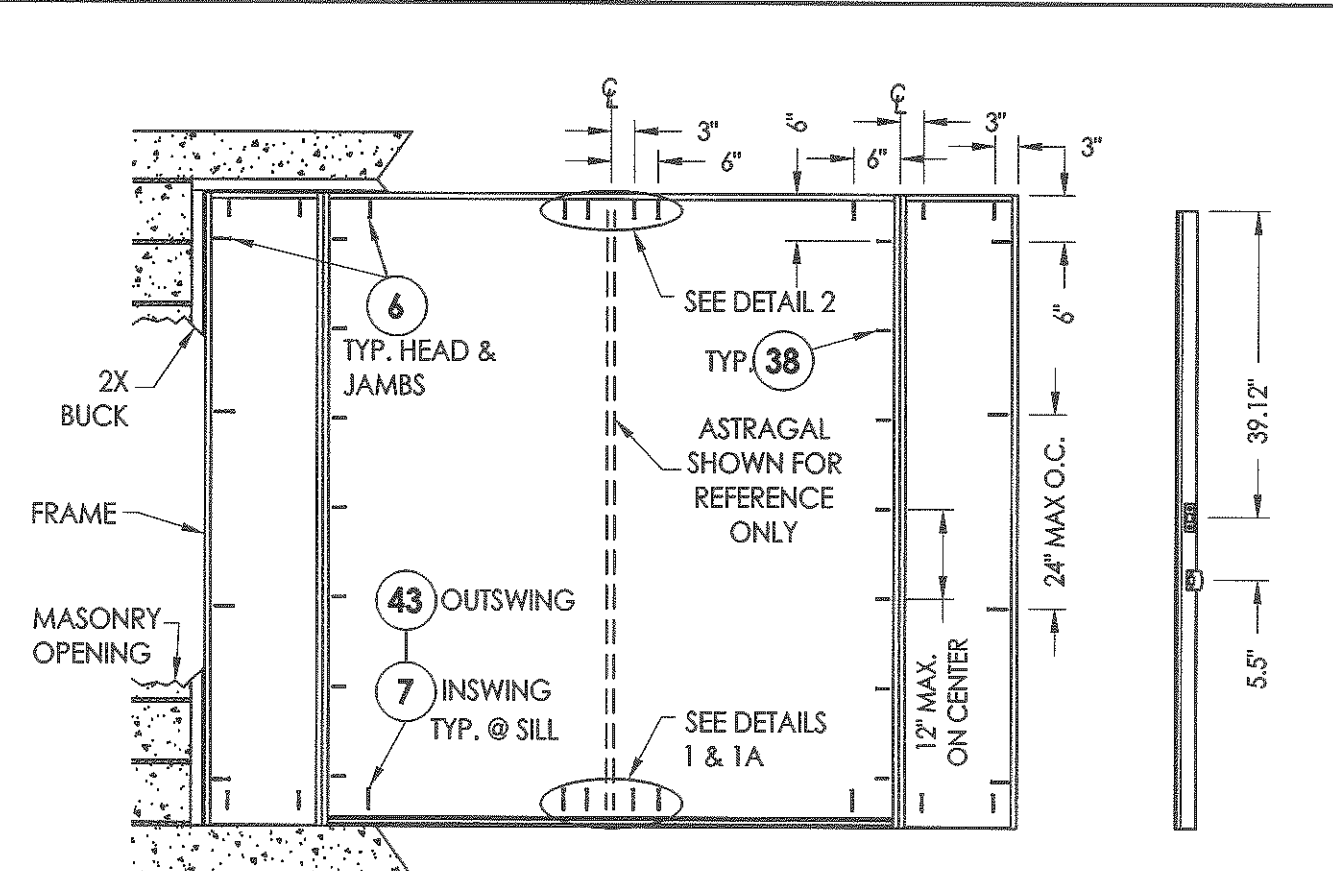 ℄
℄
3"
6"
6"
6"
3"
3"
6
TYP. HEAD &
JAMBS
SEE DETAIL 2
TYP. 38
6"
2X
BUCK
39.12"
ASTRAGAL
SHOWN FOR
REFERENCE
ONLY
24" MAX O.C.
FRAME
43 OUTSWING
7 INSWING
TYP. @ SILL
MASONRY
OPENING
12" MAX.
ON CENTER
5.5"
SEE DETAILS
1 & 1A